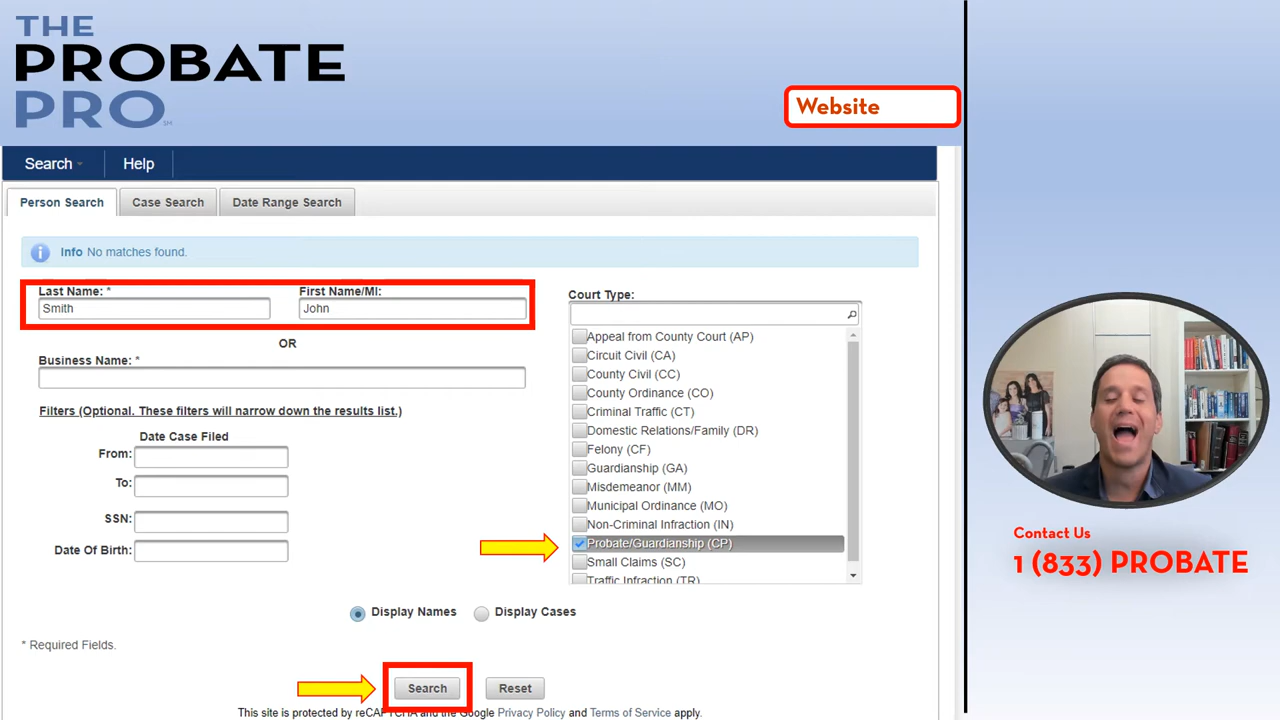 THE
PROBATE
PRO
SM
Website
Search Help
Person Search Case Search Date Range Search
Info No matches found.
Last Name: * First Name/MI:
Smith John
OR
Business Name: *
Filters (Optional. These filters will narrow down the results list.)
Date Case Filed
From:
To:
SSN:
Date Of Birth:
Court Type:
Appeal from County Court (AP)
Circuit Civil (CA)
County Civil (CC)
County Ordinance (CO)
Criminal Traffic (CT)
Domestic Relations/Family (DR)
Felony (CF)
Guardianship (GA)
Misdemeanor (MM)
Municipal Ordinance (MO)
Non-Criminal Infraction (IN)
Probate/Guardianship (CP)
Small Claims (SC)
Traffic Infraction (TR)
Display Names Display Cases
* Required Fields.
Search Reset
This site is protected by reCAPTCHA and the Google Privacy Policy and Terms of Service apply.
Contact Us
1 (833) PROBATE